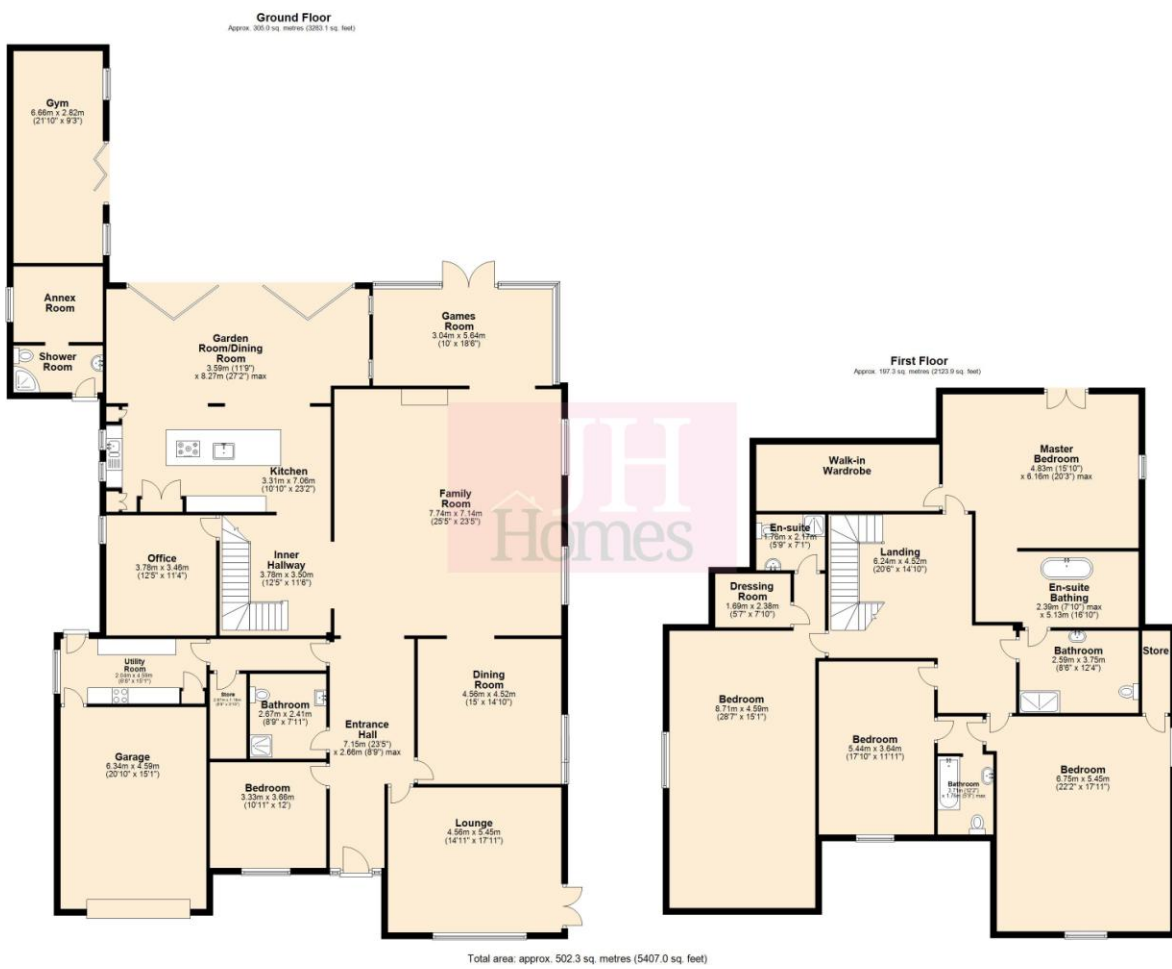 Ground Floor
Approx. 305.0 sq. metres (3283.1 sq. feet)
Gym
6.66m x 2.82m
(21'10" x 9'3")
Annex
Room
Shower
Room
Garden
Room/Dining
Room
3.59m (11'9")
x 8.27m (27'2") max
Games
Room
3.04m x 5.64m
(10' x 18'6")
Kitchen
3.31m x 7.06m
(10'10" x 23'2")
Family
Room
7.74m x 7.14m
(25'5" x 23'5")
JH
Homes
Office
3.78m x 3.46m
(12'5" x 11'4")
Inner
Hallway
3.78m x 3.50m
(12'5" x 11'6")
Utility
Room
Store
Bathroom
2.67m x 2.41m
(8'9" x 7'11")
Entrance
Hall
7.15m (23'5")
x 2.66m (8'9") max
Dining
Room
4.56m x 4.52m
(15' x 14'10")
Garage
6.34m x 4.59m
(20'10" x 15'1")
Bedroom
3.33m x 3.66m
(10'11" x 12')
Lounge
4.56m x 5.45m
(14'11" x 17'11")
First Floor
Approx. 197.3 sq. metres (2123.9 sq. feet)
Master
Bedroom
4.83m (15'10")
x 6.16m (20'3") max
Walk-in
Wardrobe
En-suite
1.76m x 2.17m
(5'9" x 7'1")
Landing
6.24m x 4.52m
(20'6" x 14'10")
Dressing
Room
1.69m x 2.38m
(5'7" x 7'10")
En-suite
Bathing
2.39m (7'10") max
x 5.13m (16'10")
Bathroom
2.59m x 3.75m
(8'6" x 12'4")
Store
Bedroom
8.71m x 4.59m
(28'7" x 15'1")
Bedroom
5.44m x 3.64m
(17'10" x 11'11")
Bathroom
Bedroom
6.75m x 5.45m
(22'2" x 17'11")
Total area: approx. 502.3 sq. metres (5407.0 sq. feet)